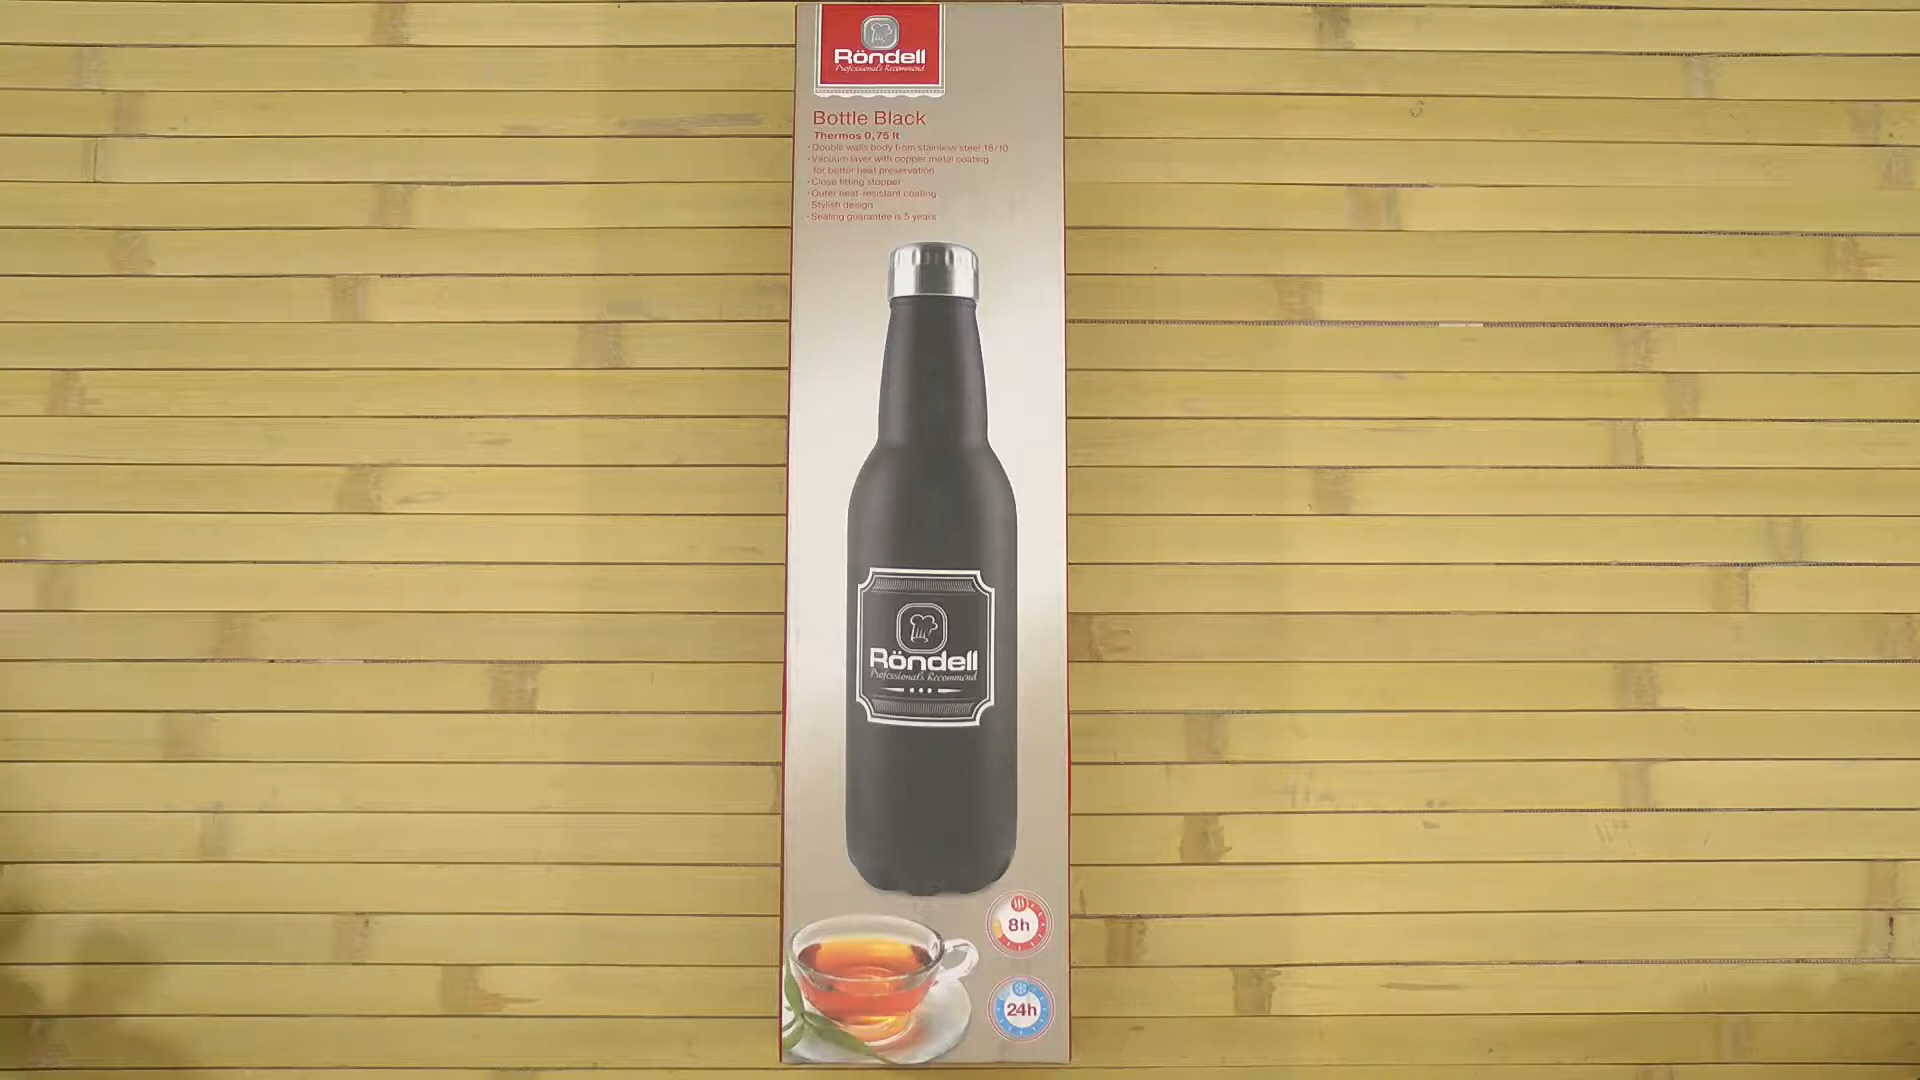 Röndell
Professionals Recommend
Bottle Black
Thermos 0,75 lt
· Double walls body from stainless steel 18/10
· Vacuum layer with copper metal coating
for better heat preservation
· Close fitting stopper
· Outer heat-resistant coating
· Stylish design
· Sealing guarantee is 5 years
Röndell
Professionals Recommend
8h
24h